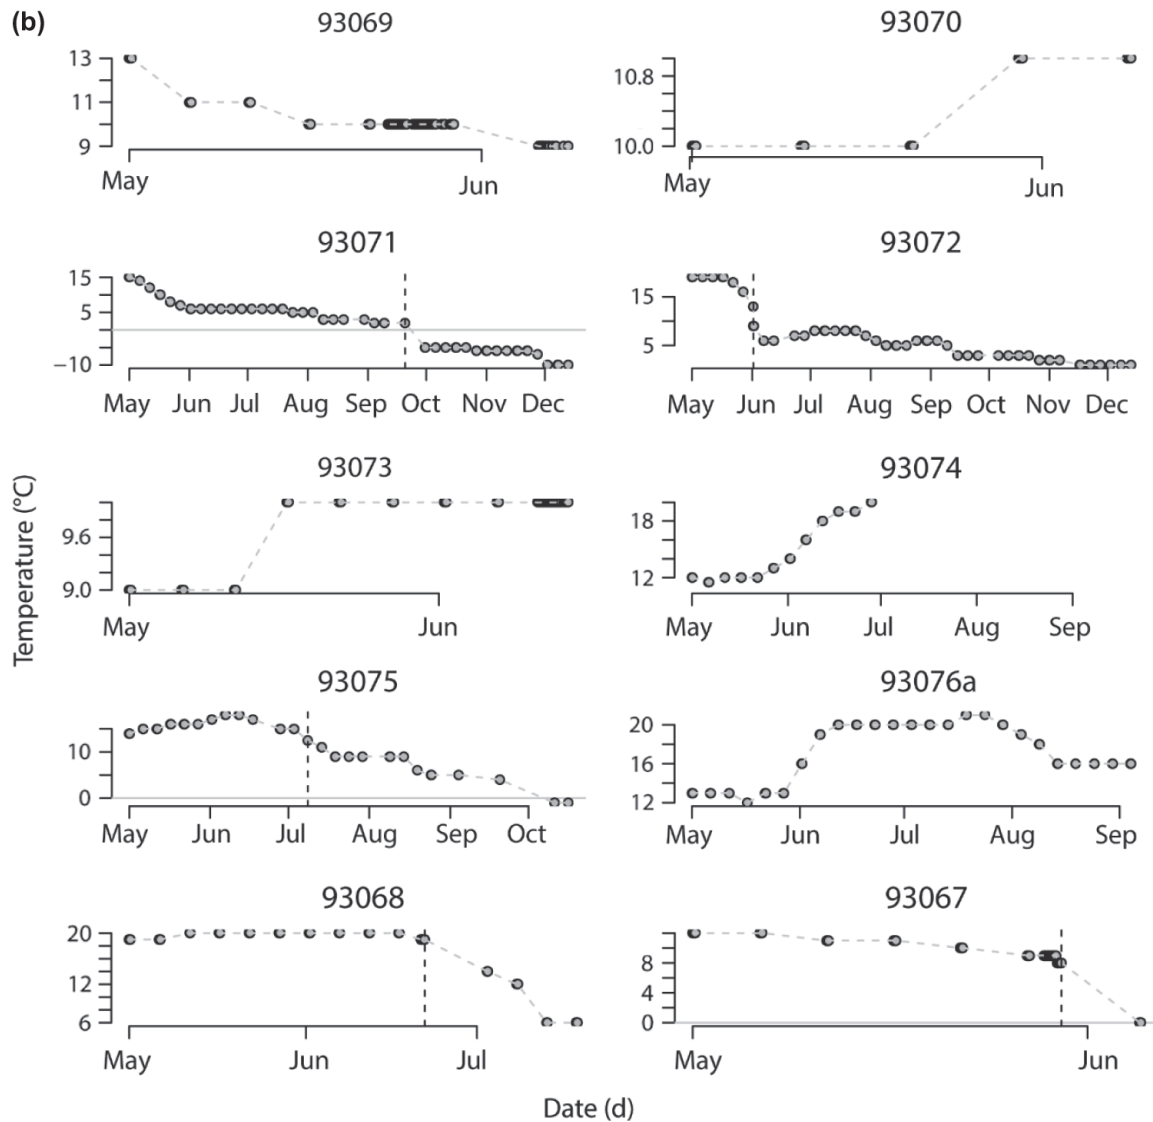 (b)
93069
13
11
10
9
May
Jun
93070
10.8
10.0
May
Jun
93071
15
5
−10
May Jun Jul Aug Sep Oct Nov Dec
93072
15
5
May Jun Jul Aug Sep Oct Nov Dec
Temperature (°C)
93073
9.6
9.0
May
Jun
93074
18
12
May Jun Jul Aug Sep
93075
10
0
May Jun Jul Aug Sep Oct
93076a
20
16
12
May Jun Jul Aug Sep
93068
20
12
6
May Jun Jul
93067
8
4
0
May Jun
Date (d)